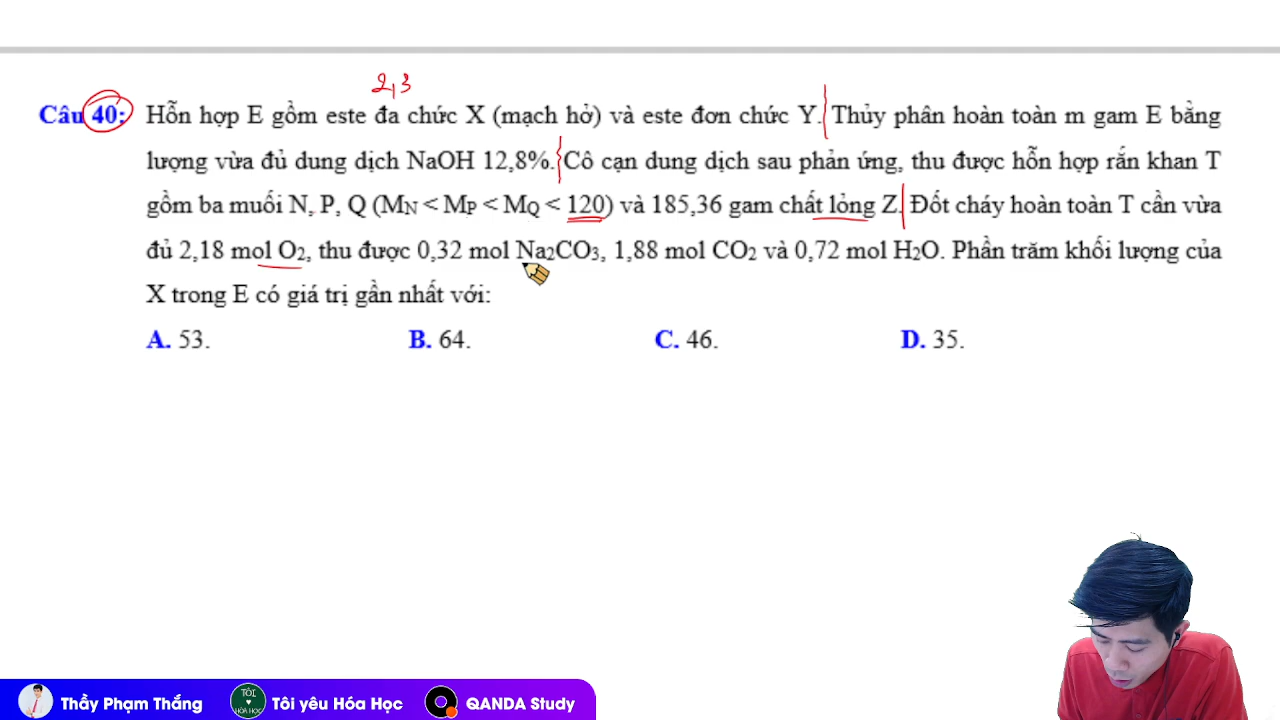 2,3
Câu 40: Hỗn hợp E gồm este đa chức X (mạch hở) và este đơn chức Y. Thủy phân hoàn toàn m gam E bằng
lượng vừa đủ dung dịch NaOH 12,8%. Cô cạn dung dịch sau phản ứng, thu được hỗn hợp rắn khan T
gồm ba muối N, P, Q (MN < MP < MQ < 120) và 185,36 gam chất lỏng Z. Đốt cháy hoàn toàn T cần vừa
đủ 2,18 mol O2, thu được 0,32 mol Na2CO3, 1,88 mol CO2 và 0,72 mol H2O. Phần trăm khối lượng của
X trong E có giá trị gần nhất với:
A. 53. B. 64. C. 46. D. 35.
Thầy Phạm Thắng TÔI ♥ HÓA HỌC Tôi yêu Hóa Học QANDA Study